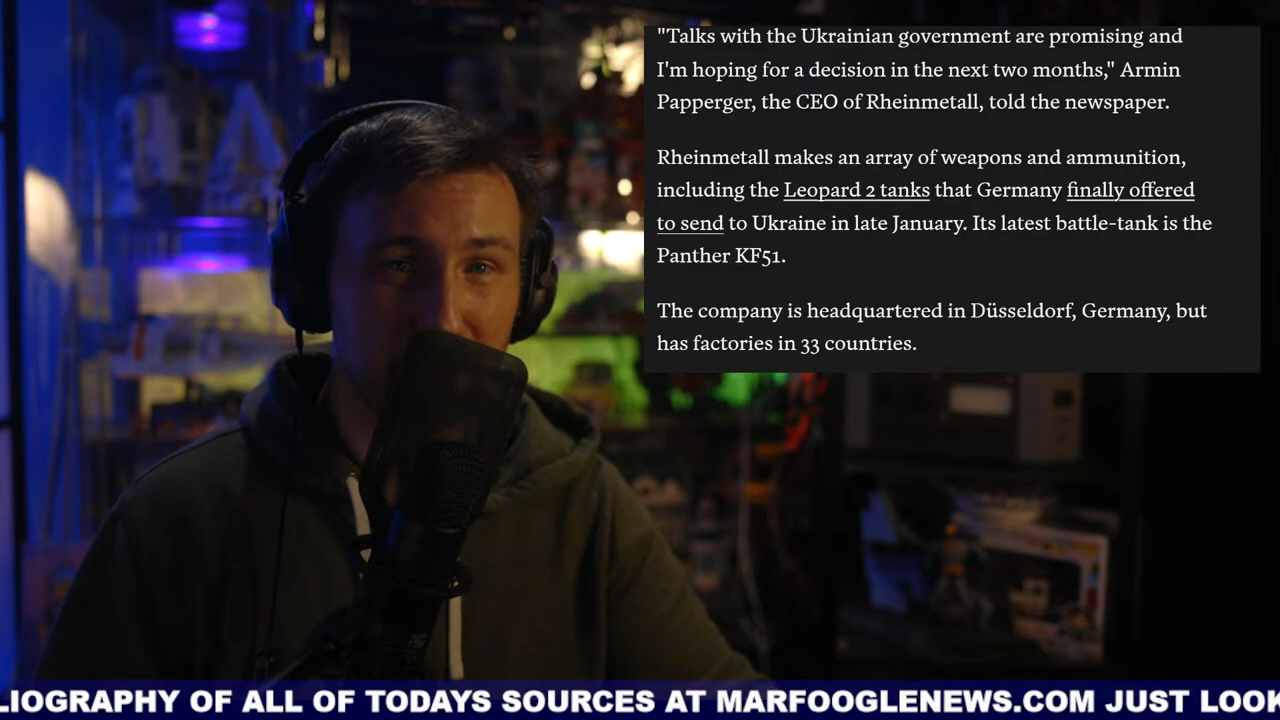 "Talks with the Ukrainian government are promising and
I'm hoping for a decision in the next two months," Armin
Papperger, the CEO of Rheinmetall, told the newspaper.
Rheinmetall makes an array of weapons and ammunition,
including the Leopard 2 tanks that Germany finally offered
to send to Ukraine in late January. Its latest battle-tank is the
Panther KF51.
The company is headquartered in Düsseldorf, Germany, but
has factories in 33 countries.
LIOGRAPHY OF ALL OF TODAYS SOURCES AT MARFOOGLENEWS.COM JUST LOOK